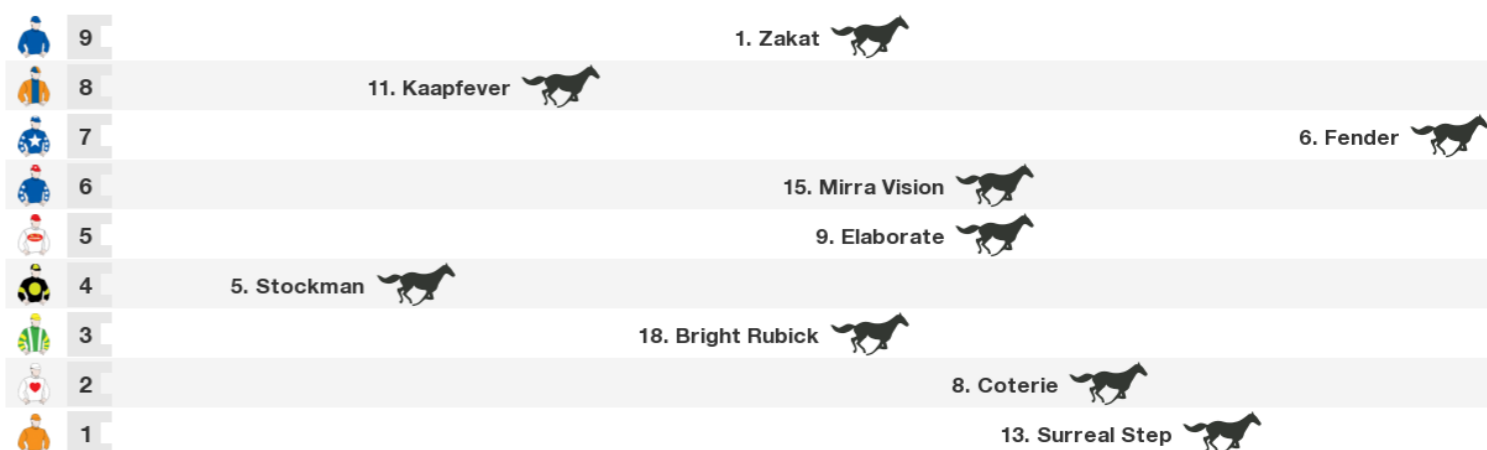 9 1. Zakat
8 11. Kaapfever
7 6. Fender
6 15. Mirra Vision
5 9. Elaborate
4 5. Stockman
3 18. Bright Rubick
2 8. Coterie
1 13. Surreal Step